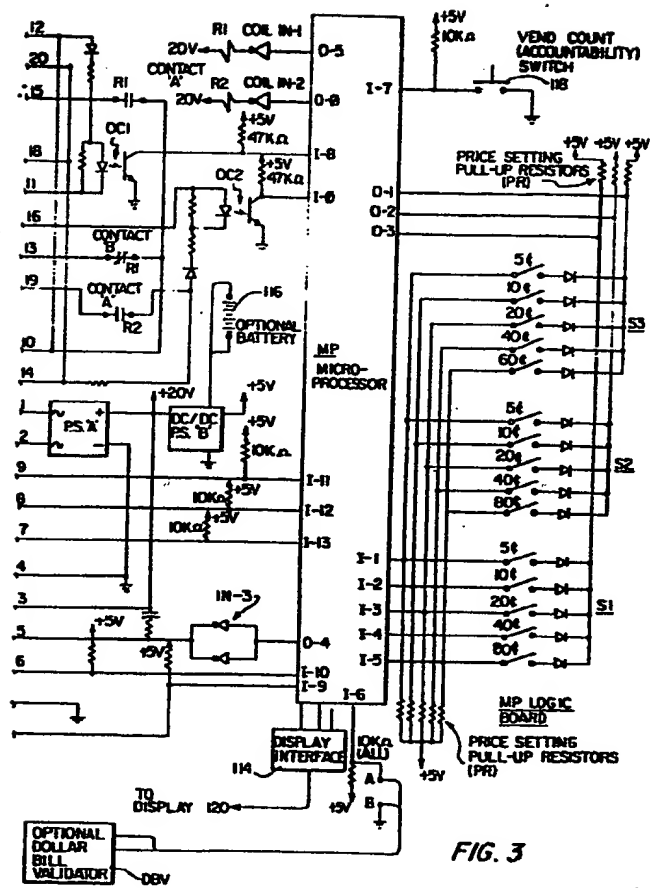 12
20
15
18
11
16
13
19
10
14
1
2
9
8
7
4
3
5
6
R1
OC1
CONTACT
"B"
R1
CONTACT
"A"
R2
20V
R1 COIL IN-1
CONTACT
"A"
20V
R2 COIL IN-2
+5V
47KΩ
+5V
47KΩ
OC2
116
OPTIONAL
BATTERY
+20V
P.S. "A"
DC/DC
P.S. "B"
+5V
+5V
10KΩ
+5V
10KΩ
+5V
10KΩ
+5V
+5V
IN-3
O-5
O-0
I-8
I-0
MP
MICRO-
PROCESSOR
I-11
I-12
I-13
O-4
I-10
I-9
I-6
I-7
O-1
O-2
O-3
I-1
I-2
I-3
I-4
I-5
+5V
10KΩ
VEND COUNT
(ACCOUNTABILITY)
SWITCH
118
+5V +5V +5V
PRICE SETTING
PULL-UP RESISTORS
(PR)
5¢
10¢
20¢
40¢
60¢
S3
5¢
10¢
20¢
40¢
80¢
S2
5¢
10¢
20¢
40¢
80¢
S1
MP LOGIC
BOARD
PRICE SETTING
PULL-UP RESISTORS
(PR)
+5V
DISPLAY
INTERFACE
114
10KΩ
(ALL)
A
B
+5V
TO
DISPLAY 120
OPTIONAL
DOLLAR
BILL
VALIDATOR
DBV
FIG. 3